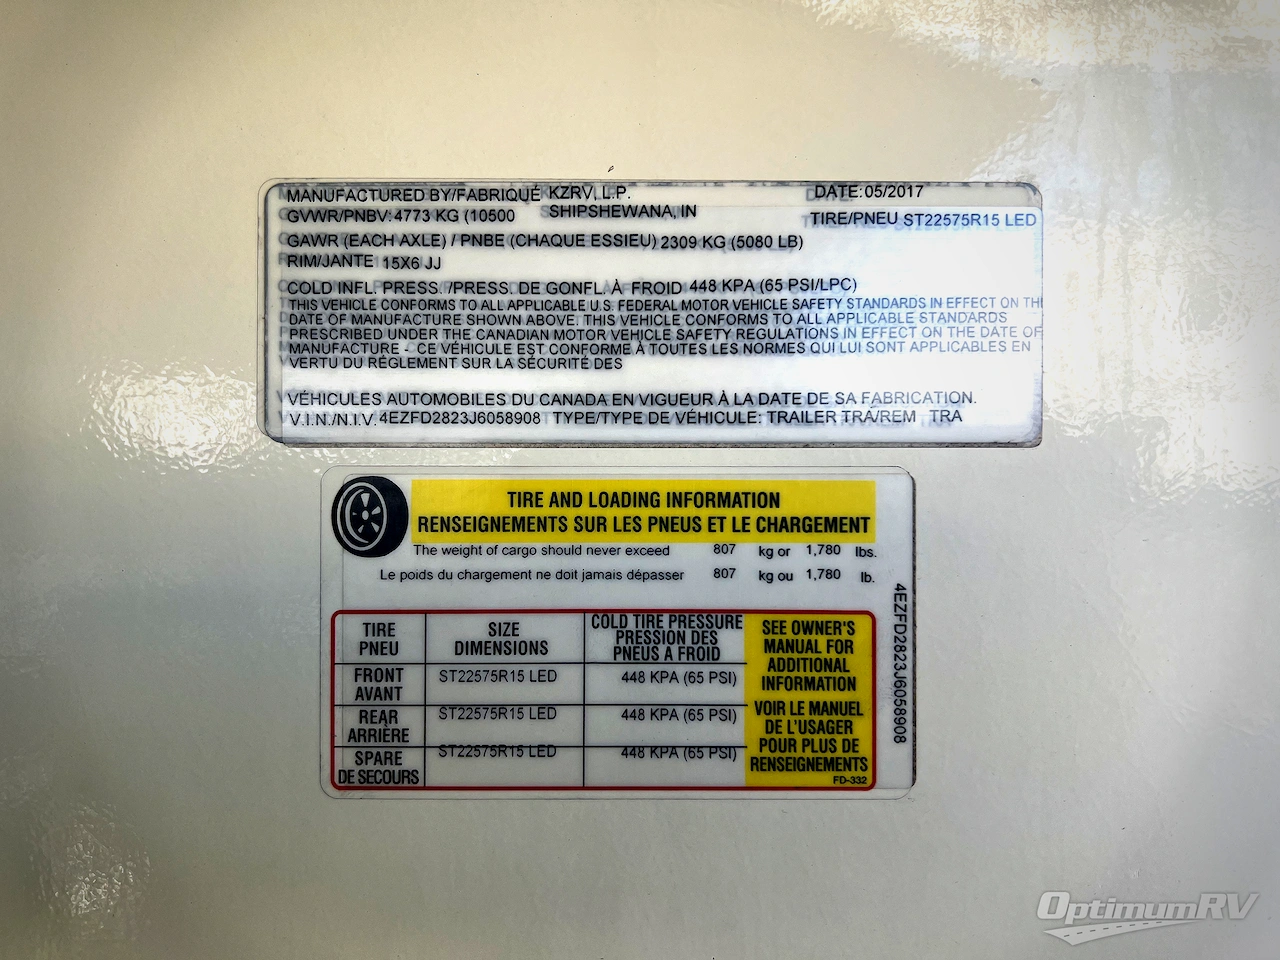 MANUFACTURED BY/FABRIQUÉ KZRV, L.P. DATE:05/2017
GVWR/PNBV: 4773 KG (10500 SHIPSHEWANA, IN TIRE/PNEU ST22575R15 LED
GAWR (EACH AXLE) / PNBE (CHAQUE ESSIEU) 2309 KG (5080 LB)
RIM/JANTE 15X6 JJ
COLD INFL. PRESS. /PRESS. DE GONFL. À FROID 448 KPA (65 PSI/LPC)
THIS VEHICLE CONFORMS TO ALL APPLICABLE U.S. FEDERAL MOTOR VEHICLE SAFETY STANDARDS IN EFFECT ON TH
DATE OF MANUFACTURE SHOWN ABOVE. THIS VEHICLE CONFORMS TO ALL APPLICABLE STANDARDS
PRESCRIBED UNDER THE CANADIAN MOTOR VEHICLE SAFETY REGULATIONS IN EFFECT ON THE DATE OF
MANUFACTURE - CE VÉHICULE EST CONFORME À TOUTES LES NORMES QUI LUI SONT APPLICABLES EN
VERTU DU RÉGLEMENT SUR LA SÉCURITÉ DES
VÉHICULES AUTOMOBILES DU CANADA EN VIGUEUR À LA DATE DE SA FABRICATION.
V.I.N./N.I.V. 4EZFD2823J6058908 TYPE/TYPE DE VÉHICULE: TRAILER TRA/REM TRA
TIRE AND LOADING INFORMATION
RENSEIGNEMENTS SUR LES PNEUS ET LE CHARGEMENT
The weight of cargo should never exceed 807 kg or 1,780 lbs.
Le poids du chargement ne doit jamais dépasser 807 kg ou 1,780 lb.
TIRE
PNEU
SIZE
DIMENSIONS
COLD TIRE PRESSURE
PRESSION DES
PNEUS A FROID
FRONT
AVANT
ST22575R15 LED
448 KPA (65 PSI)
REAR
ARRIÈRE
ST22575R15 LED
448 KPA (65 PSI)
SPARE
DE SECOURS
ST22575R15 LED
448 KPA (65 PSI)
SEE OWNER'S
MANUAL FOR
ADDITIONAL
INFORMATION
VOIR LE MANUEL
DE L'USAGER
POUR PLUS DE
RENSEIGNEMENTS
FD-332
4EZFD2823J6058908
OptimumRV